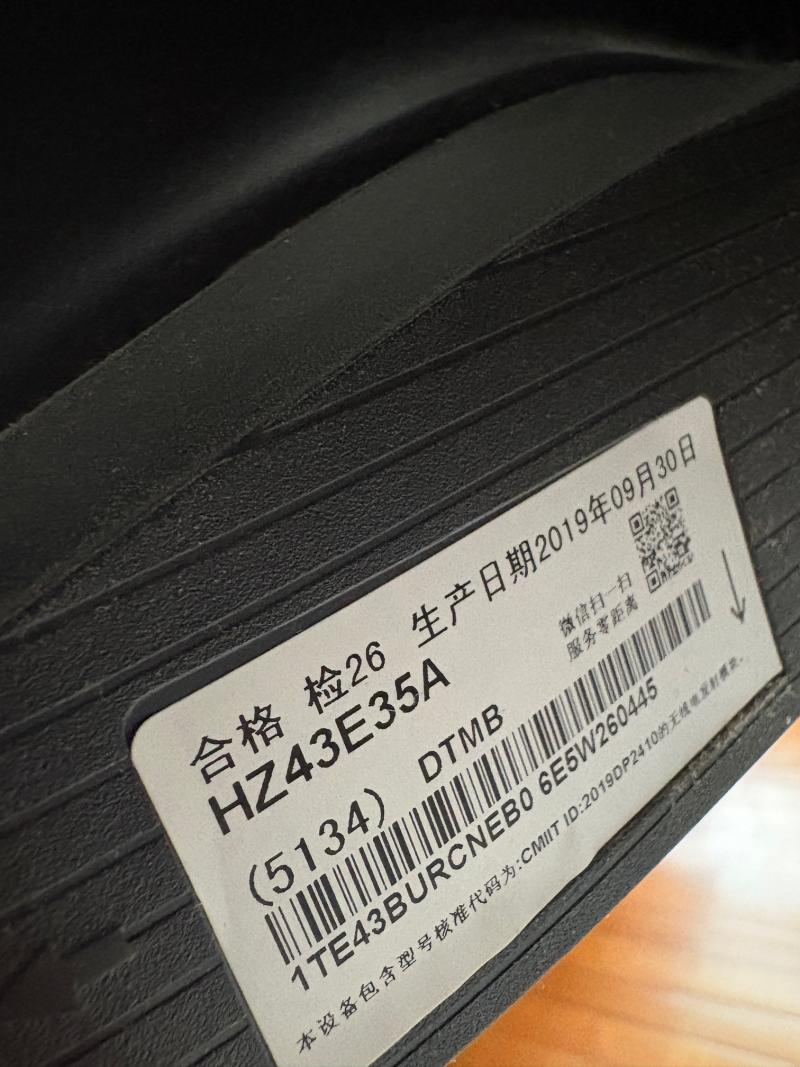 合格 检26 生产日期2019年09月30日
HZ43E35A
微信扫一扫
服务零距离
(5134) DTMB
1TE43BURCNEB0 6E5W260445
本设备包含型号核准代码为:CMIIT ID:2019DP2410的无线电发射模块。